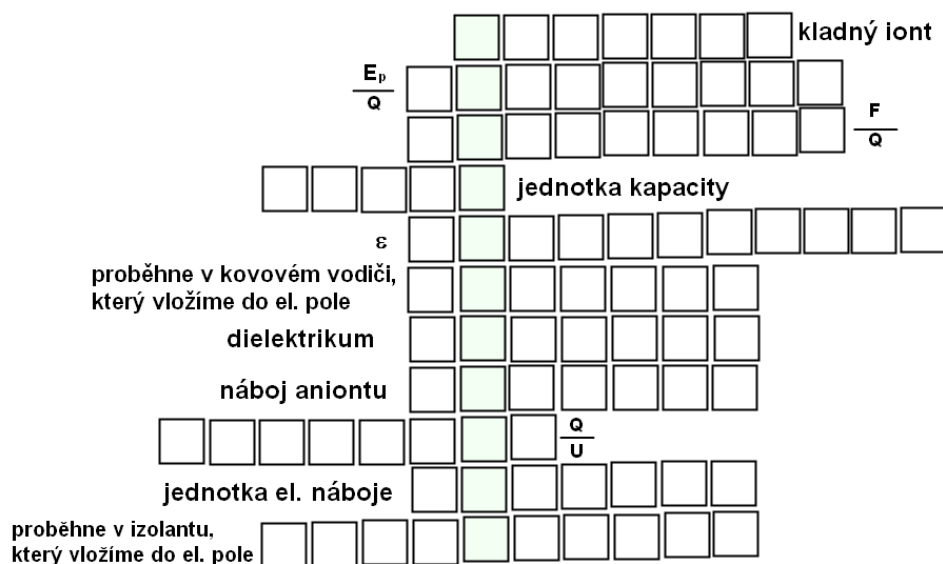 kladný iont
Eₚ
Q
F
Q
jednotka kapacity
ε
proběhne v kovovém vodiči,
který vložíme do el. pole
dielektrikum
náboj aniontu
Q
U
jednotka el. náboje
proběhne v izolantu,
který vložíme do el. pole